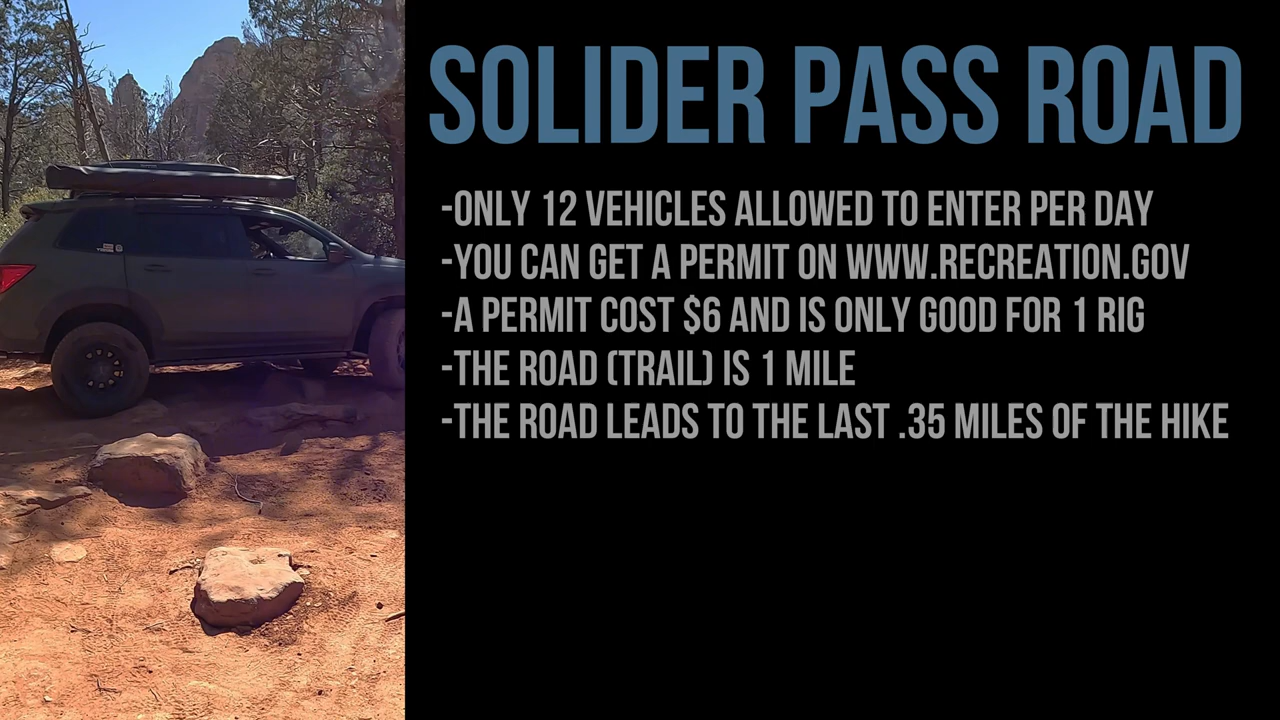 SOLIDER PASS ROAD
-ONLY 12 VEHICLES ALLOWED TO ENTER PER DAY
-YOU CAN GET A PERMIT ON WWW.RECREATION.GOV
-A PERMIT COST $6 AND IS ONLY GOOD FOR 1 RIG
-THE ROAD (TRAIL) IS 1 MILE
-THE ROAD LEADS TO THE LAST .35 MILES OF THE HIKE